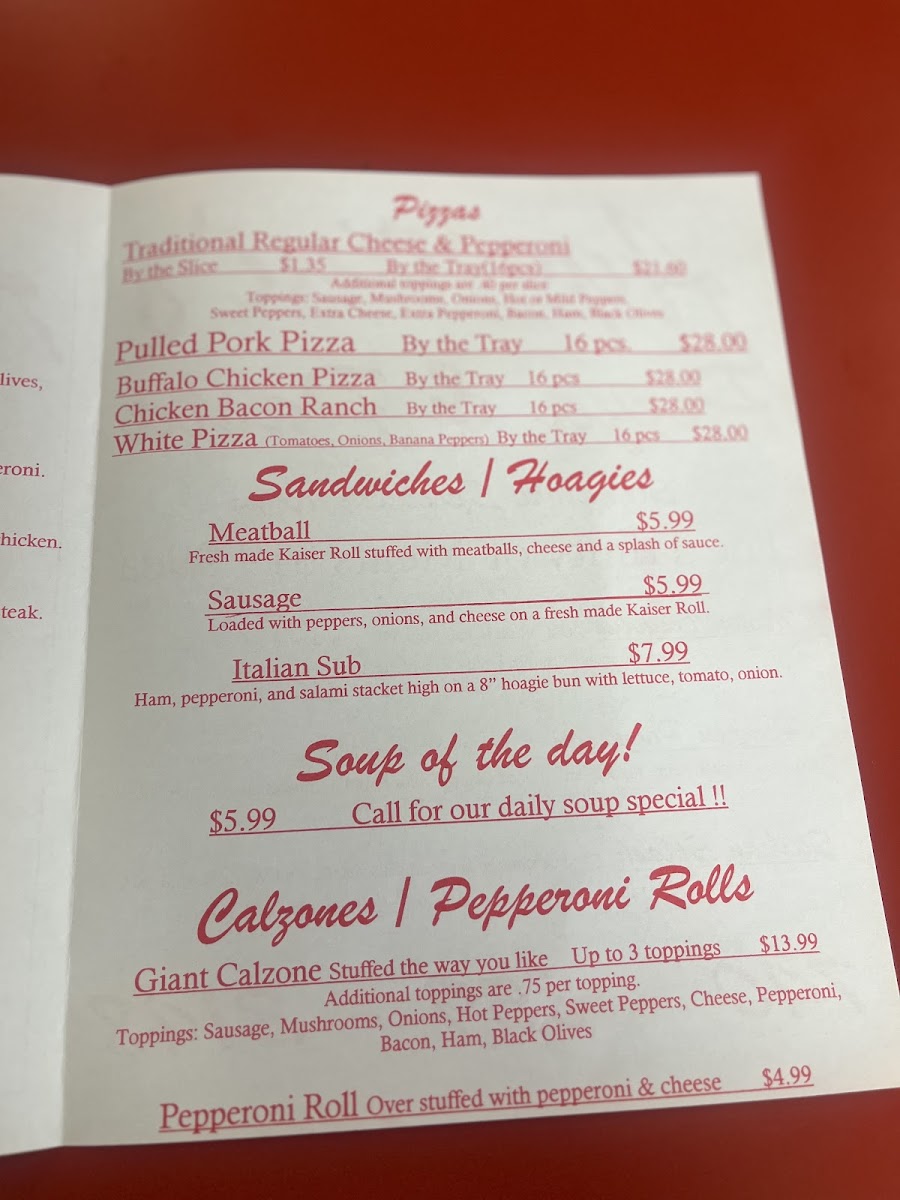 lives,
eroni.
hicken.
teak.
Pizzas
Traditional Regular Cheese & Pepperoni
By the Slice $1.35 By the Tray(16pcs) $21.60
Additional toppings are .40 per slice
Toppings: Sausage, Mushrooms, Onions, Hot or Mild Peppers,
Sweet Peppers, Extra Cheese, Extra Pepperoni, Bacon, Ham, Black Olives
Pulled Pork Pizza By the Tray 16 pcs. $28.00
Buffalo Chicken Pizza By the Tray 16 pcs $28.00
Chicken Bacon Ranch By the Tray 16 pcs $28.00
White Pizza (Tomatoes, Onions, Banana Peppers) By the Tray 16 pcs $28.00
Sandwiches / Hoagies
Meatball $5.99
Fresh made Kaiser Roll stuffed with meatballs, cheese and a splash of sauce.
Sausage $5.99
Loaded with peppers, onions, and cheese on a fresh made Kaiser Roll.
Italian Sub $7.99
Ham, pepperoni, and salami stacket high on a 8” hoagie bun with lettuce, tomato, onion.
Soup of the day!
$5.99 Call for our daily soup special !!
Calzones / Pepperoni Rolls
Giant Calzone Stuffed the way you like Up to 3 toppings $13.99
Additional toppings are .75 per topping.
Toppings: Sausage, Mushrooms, Onions, Hot Peppers, Sweet Peppers, Cheese, Pepperoni,
Bacon, Ham, Black Olives
Pepperoni Roll Over stuffed with pepperoni & cheese $4.99